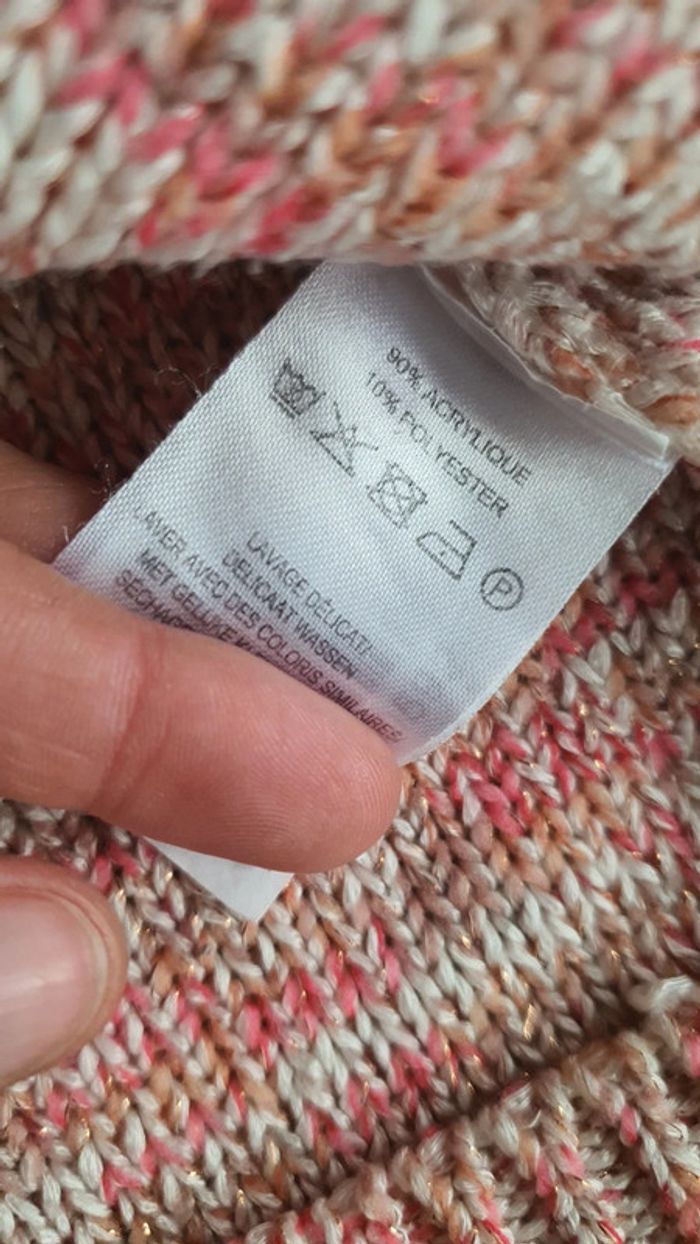 90% ACRYLIQUE
10% POLYESTER
P
LAVAGE DÉLICAT/
DELICAAT WASSEN
LAVER AVEC DES COLORIS SIMILAIRES
MET GELIJKE